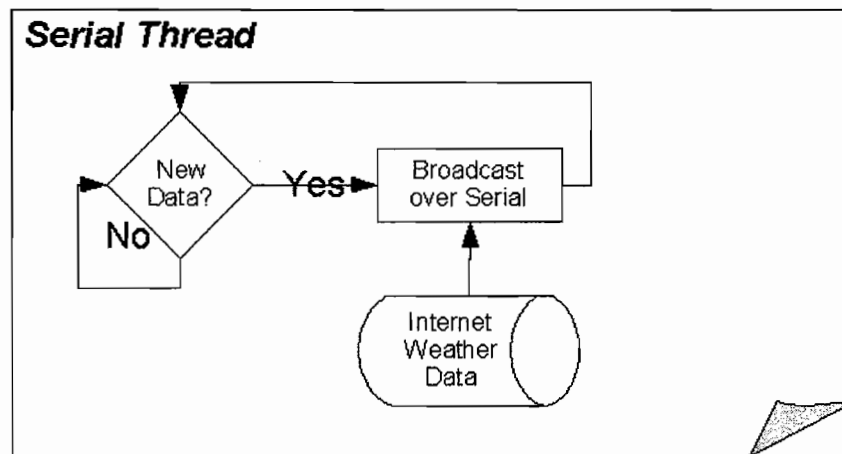 Serial Thread
New
Data?
Yes
No
Broadcast
over Serial
Internet
Weather
Data